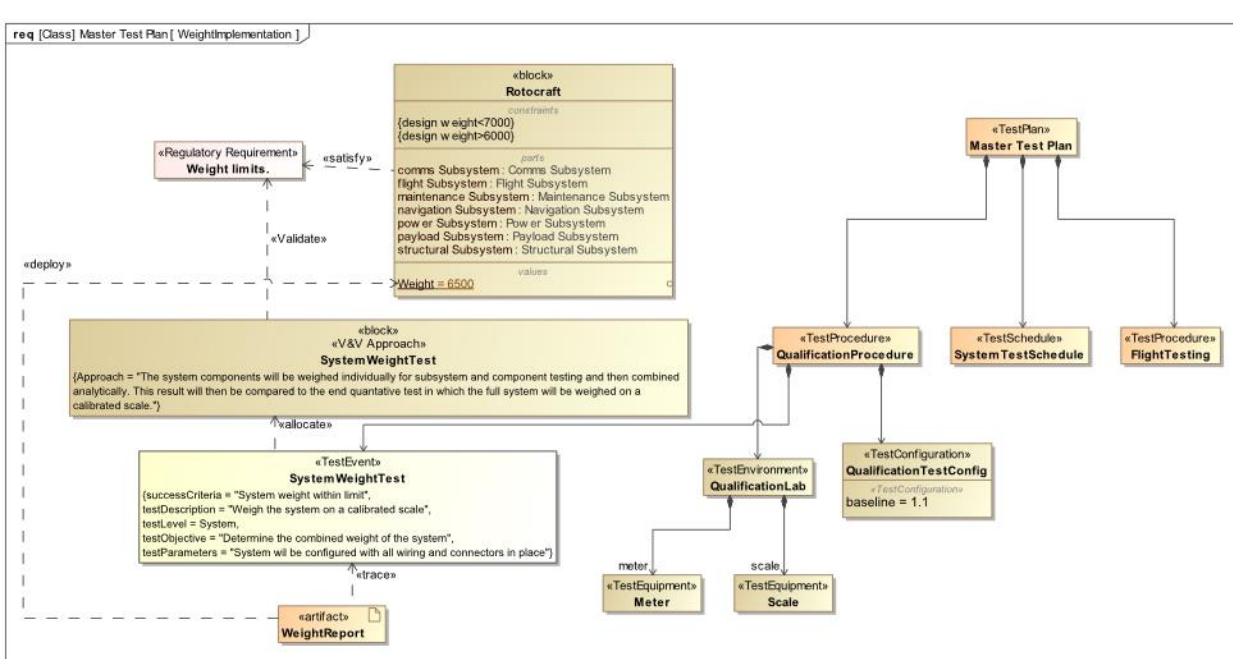 req [Class] Master Test Plan [ WeightImplementation ]
«block»
Rotocraft
constraints
{design weight<7000}
{design weight>6000}
parts
comms Subsystem : Comms Subsystem
flight Subsystem : Flight Subsystem
maintenance Subsystem : Maintenance Subsystem
navigation Subsystem : Navigation Subsystem
power Subsystem : Power Subsystem
payload Subsystem : Payload Subsystem
structural Subsystem : Structural Subsystem
values
Weight = 6500
«Regulatory Requirement»
Weight limits.
«satisfy»
«Validate»
«deploy»
«block»
«V&V Approach»
SystemWeightTest
{Approach = "The system components will be weighed individually for subsystem and component testing and then combined
analytically. This result will then be compared to the end quantative test in which the full system will be weighed on a
calibrated scale."}
«allocate»
«TestEvent»
SystemWeightTest
{successCriteria = "System weight within limit",
testDescription = "Weigh the system on a calibrated scale",
testLevel = System,
testObjective = "Determine the combined weight of the system",
testParameters = "System wil be configured with all wiring and connectors in place"}
«trace»
«artifact»
WeightReport
«TestPlan»
Master Test Plan
«TestProcedure»
QualificationProcedure
«TestSchedule»
SystemTestSchedule
«TestProcedure»
FlightTesting
«TestEnvironment»
QualificationLab
«TestConfiguration»
QualificationTestConfig
«TestConfiguration»
baseline = 1.1
meter
«TestEquipment»
Meter
scale
«TestEquipment»
Scale